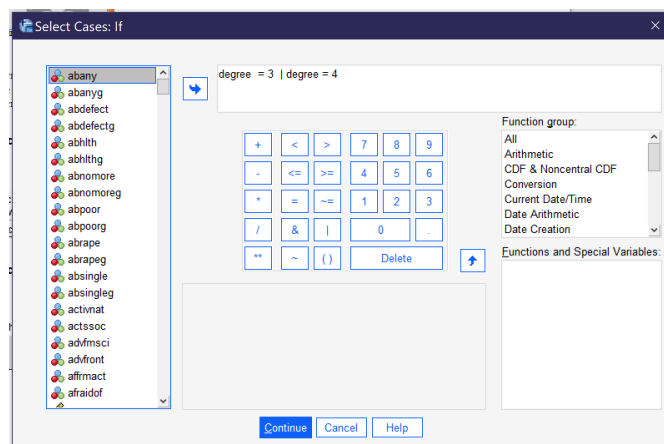 Select Cases: If
abany
abanyg
abdefect
abdefectg
abhlth
abhlthg
abnomore
abnomoreg
abpoor
abpoorg
abrape
abrapeg
absingle
absingleg
activnat
actssoc
advfmsci
advfront
affrmact
afraidof
degree = 3 | degree = 4
+ < > 7 8 9
- <= >= 4 5 6
* = ~= 1 2 3
/ & | 0 .
** ~ ( ) Delete
Function group:
All
Arithmetic
CDF & Noncentral CDF
Conversion
Current Date/Time
Date Arithmetic
Date Creation
Functions and Special Variables:
Continue Cancel Help